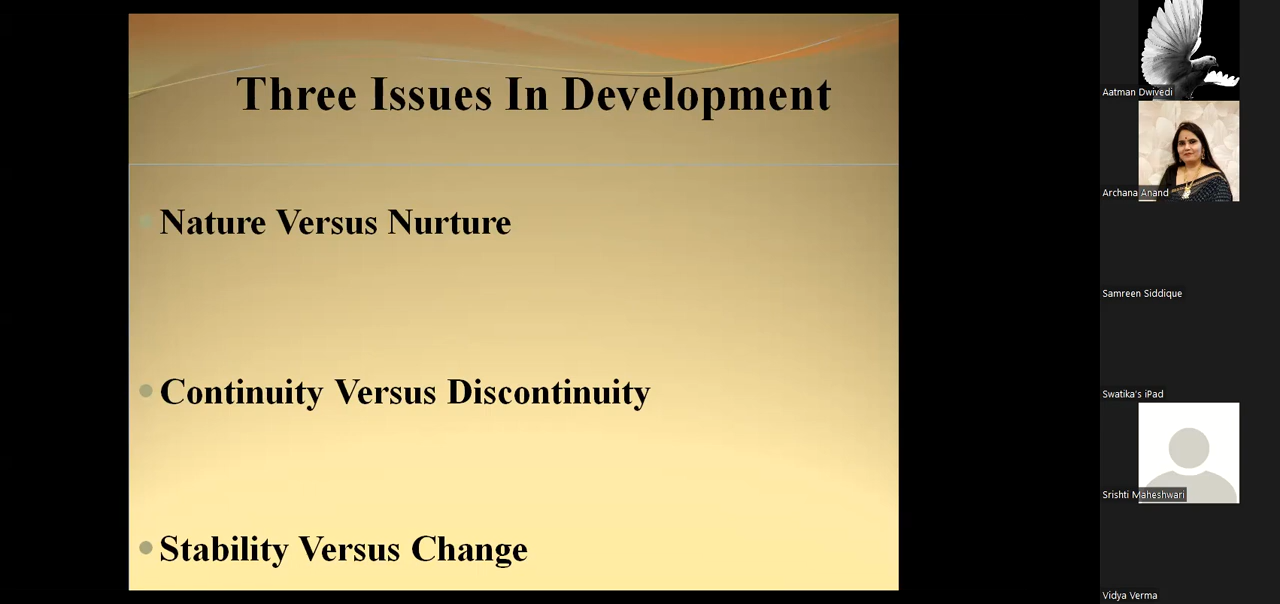 Three Issues In Development
Nature Versus Nurture
Continuity Versus Discontinuity
Stability Versus Change
Aatman Dwivedi
Archana Anand
Samreen Siddique
Swatika's iPad
Srishti Maheshwari
Vidya Verma